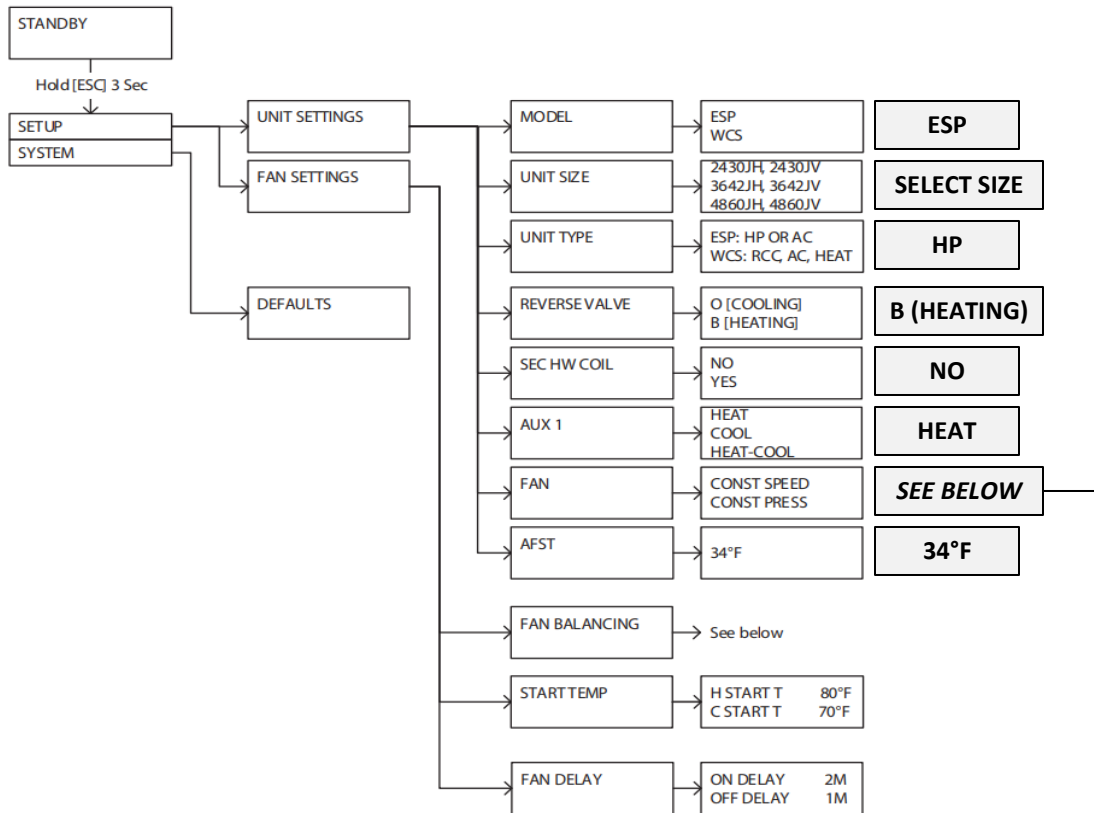 STANDBY
Hold [ESC] 3 Sec
SETUP
SYSTEM
UNIT SETTINGS
FAN SETTINGS
DEFAULTS
MODEL
ESP
WCS
ESP
UNIT SIZE
2430JH, 2430JV
3642JH, 3642JV
4860JH, 4860JV
SELECT SIZE
UNIT TYPE
ESP: HP OR AC
WCS: RCC, AC, HEAT
HP
REVERSE VALVE
O [COOLING]
B [HEATING]
B (HEATING)
SEC HW COIL
NO
YES
NO
AUX 1
HEAT
COOL
HEAT-COOL
HEAT
FAN
CONST SPEED
CONST PRESS
SEE BELOW
AFST
34°F
34°F
FAN BALANCING
See below
START TEMP
H START T 80°F
C START T 70°F
FAN DELAY
ON DELAY 2M
OFF DELAY 1M